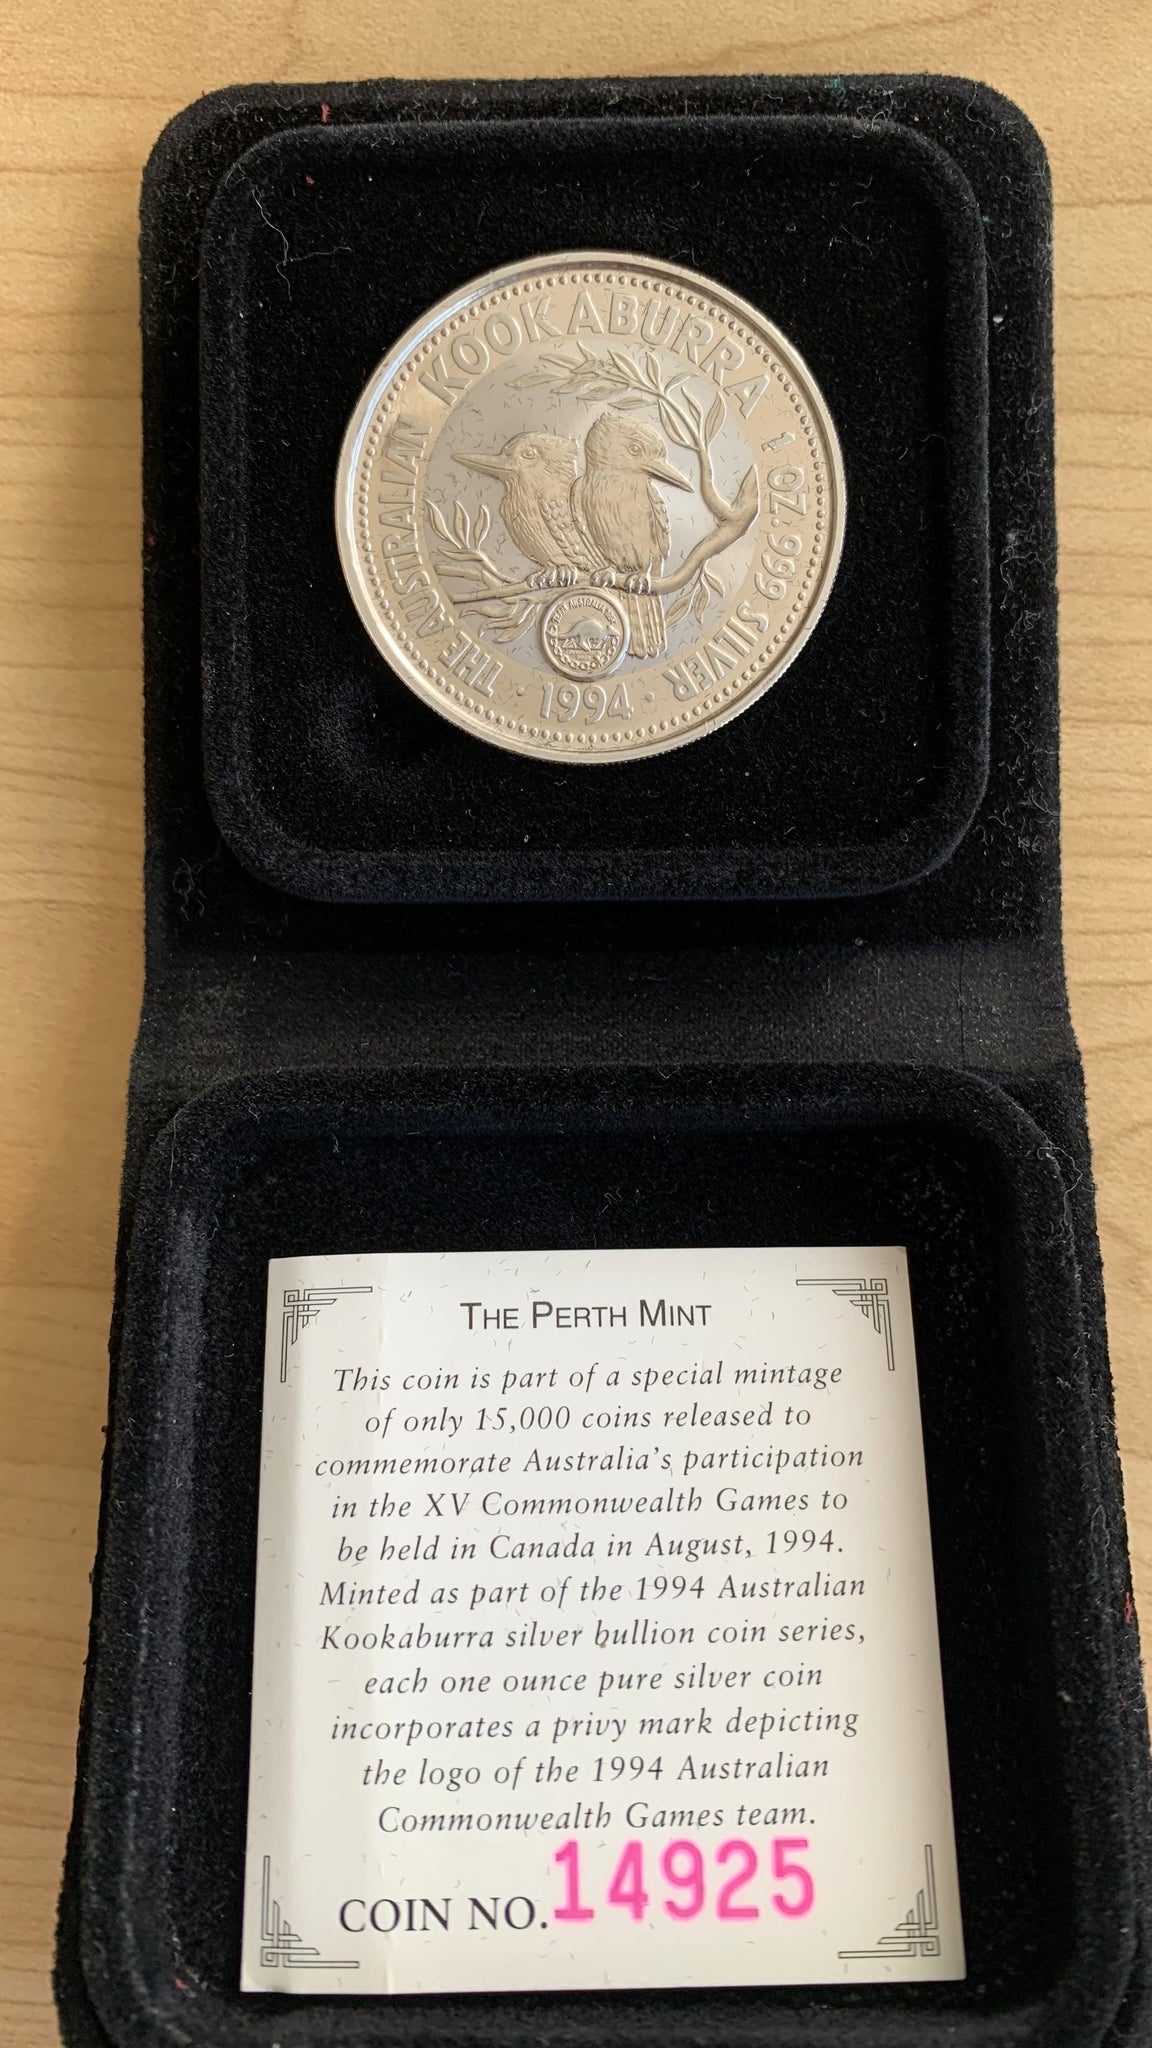 THE AUSTRALIAN KOOKABURRA 1 OZ. 999 SILVER
· 1994 ·
THE PERTH MINT
This coin is part of a special mintage
of only 15,000 coins released to
commemorate Australia's participation
in the XV Commonwealth Games to
be held in Canada in August, 1994.
Minted as part of the 1994 Australian
Kookaburra silver bullion coin series,
each one ounce pure silver coin
incorporates a privy mark depicting
the logo of the 1994 Australian
Commonwealth Games team.
COIN NO. 14925